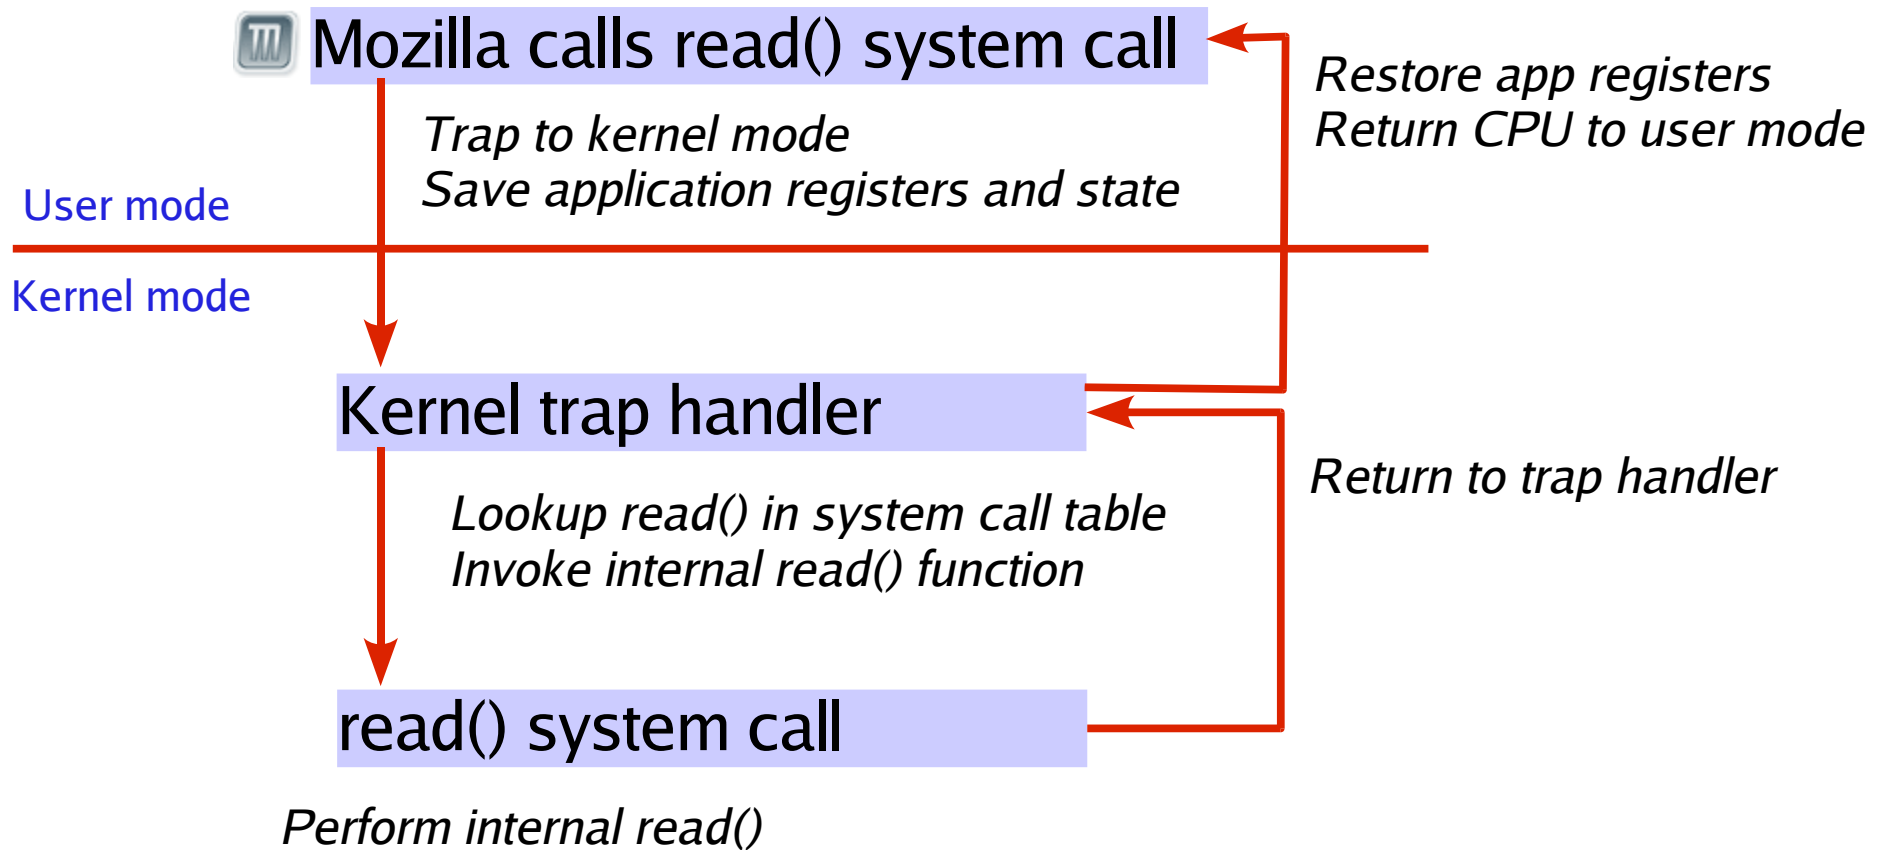 Mozilla calls read() system call
Restore app registers
Return CPU to user mode
Trap to kernel mode
Save application registers and state
User mode
Kernel mode
Kernel trap handler
Return to trap handler
Lookup read() in system call table
Invoke internal read() function
read() system call
Perform internal read()